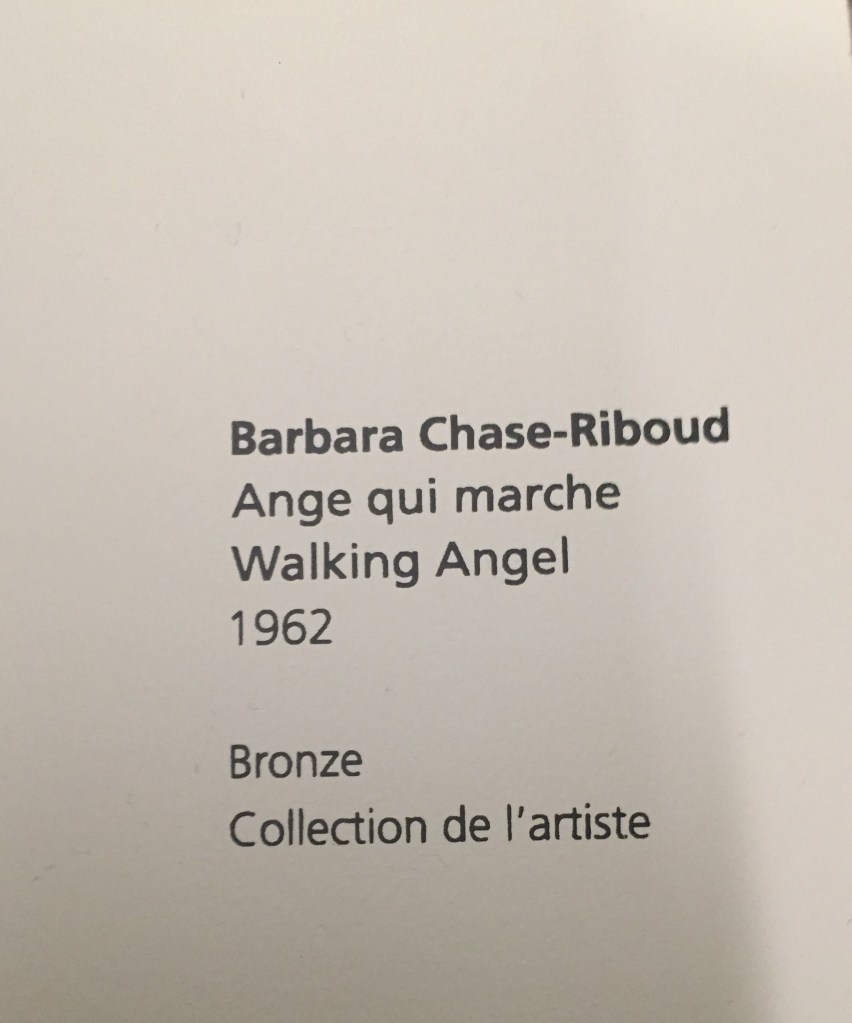 Barbara Chase-Riboud
Ange qui marche
Walking Angel
1962
Bronze
Collection de l'artiste